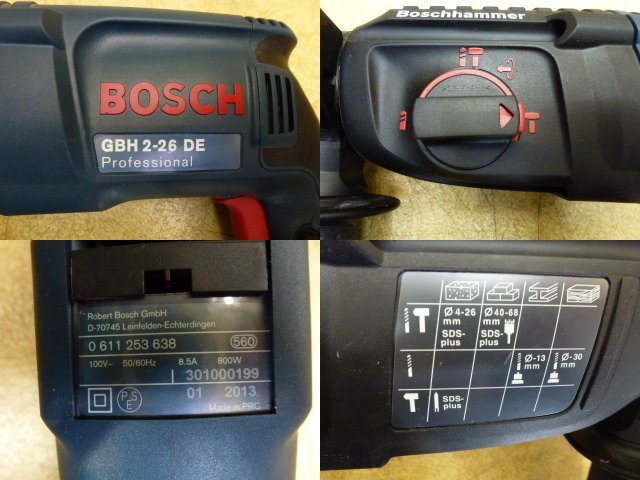 BOSCH
GBH 2-26 DE
Professional
Boschhammer
Robert Bosch GmbH
D-70745 Leinfelden-Echterdingen
0 611 253 638 560
100V~ 50/60Hz 8.5A 800W
301000199
01 2013
PSE
Made in PRC
Ø 4-26 Ø 40-68
mm mm
SDS- SDS-
plus plus
Ø-13 Ø-30
mm mm
SDS-
plus